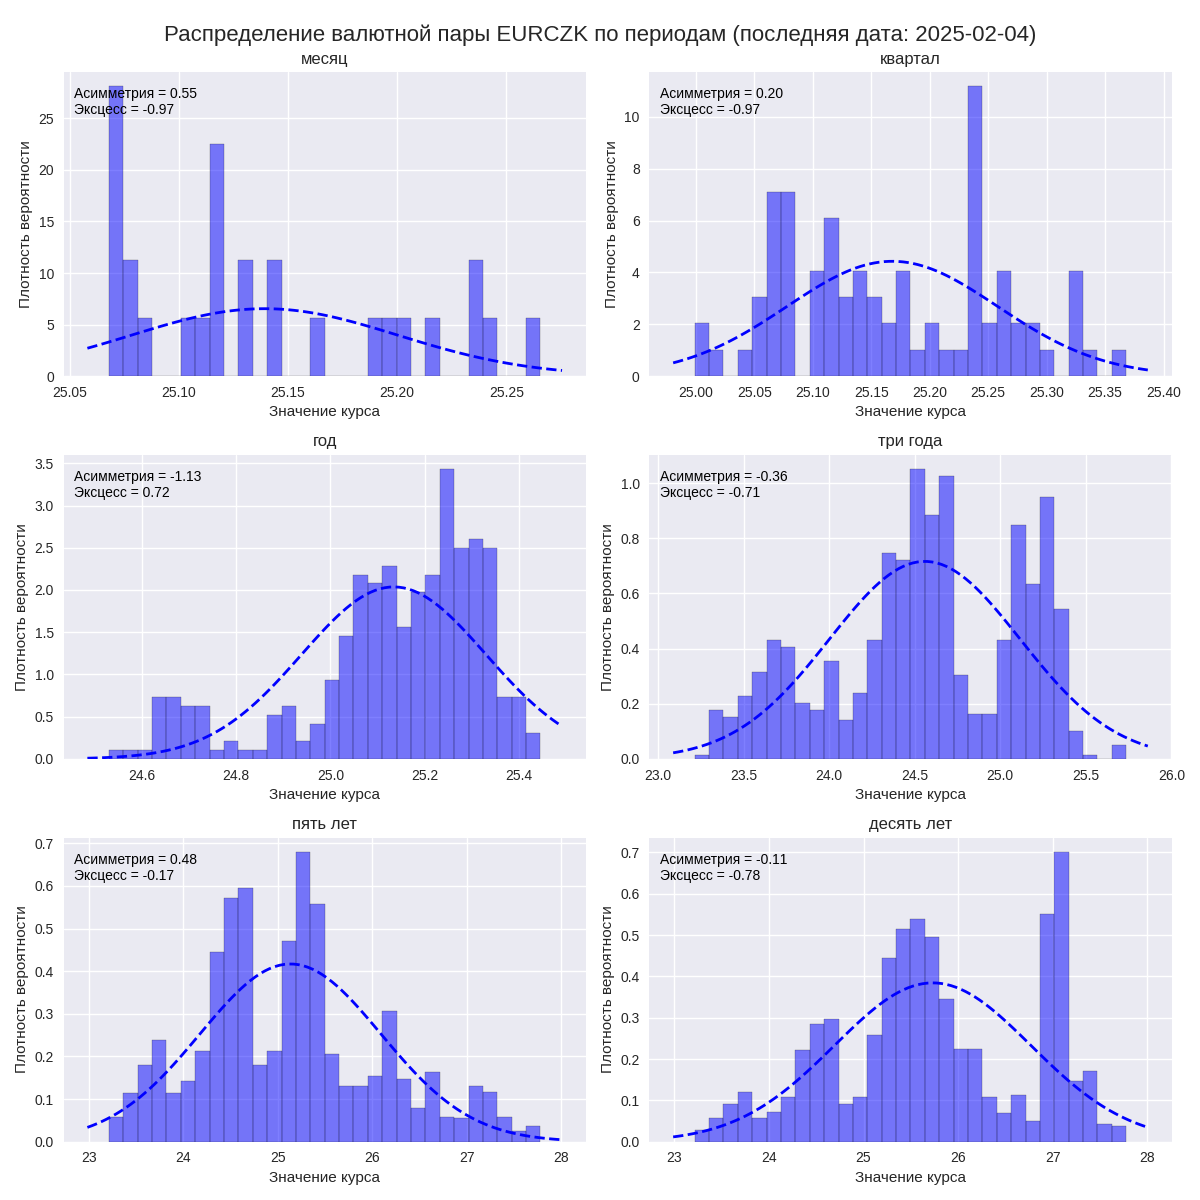 Распределение валютной пары EURCZK по периодам (последняя дата: 2025-02-04)
месяц
Асимметрия = 0.55
Эксцесс = -0.97
Плотность вероятности
25
20
15
10
5
0
25.05 25.10 25.15 25.20 25.25
Значение курса
квартал
Асимметрия = 0.20
Эксцесс = -0.97
Плотность вероятности
10
8
6
4
2
0
25.00 25.05 25.10 25.15 25.20 25.25 25.30 25.35 25.40
Значение курса
год
Асимметрия = -1.13
Эксцесс = 0.72
Плотность вероятности
3.5
3.0
2.5
2.0
1.5
1.0
0.5
0.0
24.6 24.8 25.0 25.2 25.4
Значение курса
три года
Асимметрия = -0.36
Эксцесс = -0.71
Плотность вероятности
1.0
0.8
0.6
0.4
0.2
0.0
23.0 23.5 24.0 24.5 25.0 25.5 26.0
Значение курса
пять лет
Асимметрия = 0.48
Эксцесс = -0.17
Плотность вероятности
0.7
0.6
0.5
0.4
0.3
0.2
0.1
0.0
23 24 25 26 27 28
Значение курса
десять лет
Асимметрия = -0.11
Эксцесс = -0.78
Плотность вероятности
0.7
0.6
0.5
0.4
0.3
0.2
0.1
0.0
23 24 25 26 27 28
Значение курса